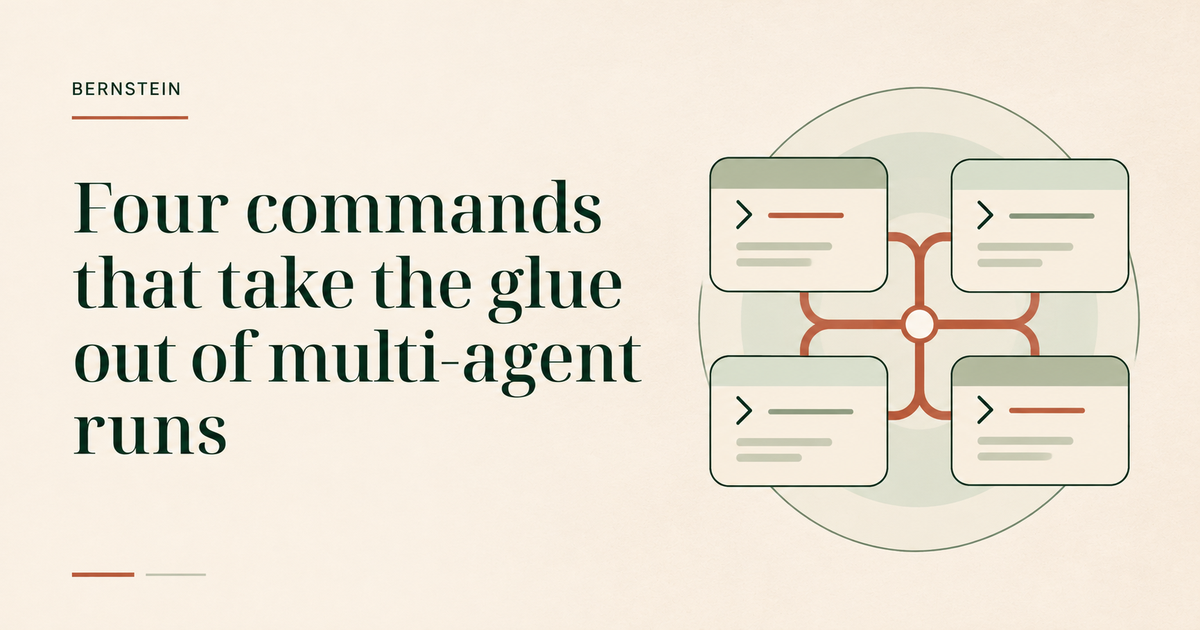 BERNSTEIN
Four commands
that take the glue
out of multi-agent
runs